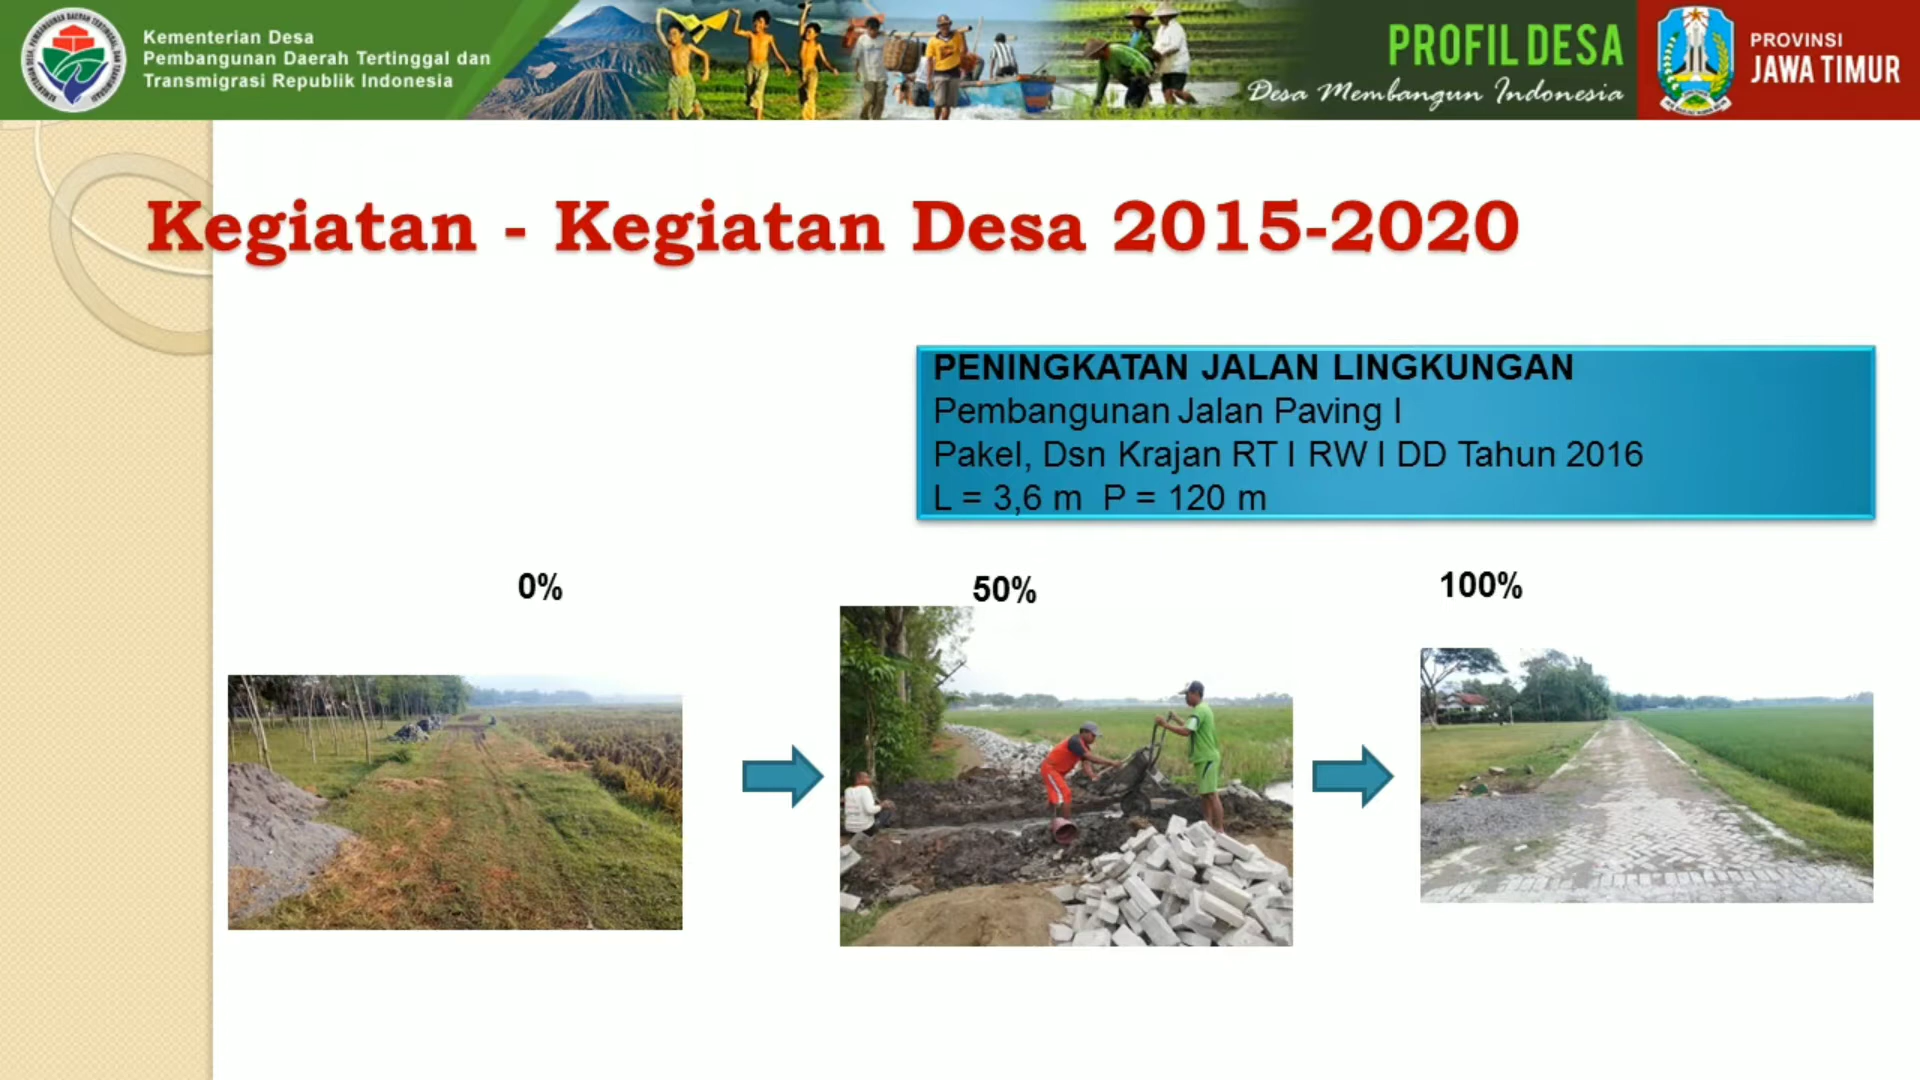 Kementerian Desa
Pembangunan Daerah Tertinggal dan
Transmigrasi Republik Indonesia
PROFIL DESA
Desa Membangun Indonesia
PROVINSI
JAWA TIMUR
Kegiatan - Kegiatan Desa 2015-2020
PENINGKATAN JALAN LINGKUNGAN
Pembangunan Jalan Paving I
Pakel, Dsn Krajan RT I RW I DD Tahun 2016
L = 3,6 m  P = 120 m
0%
50%
100%